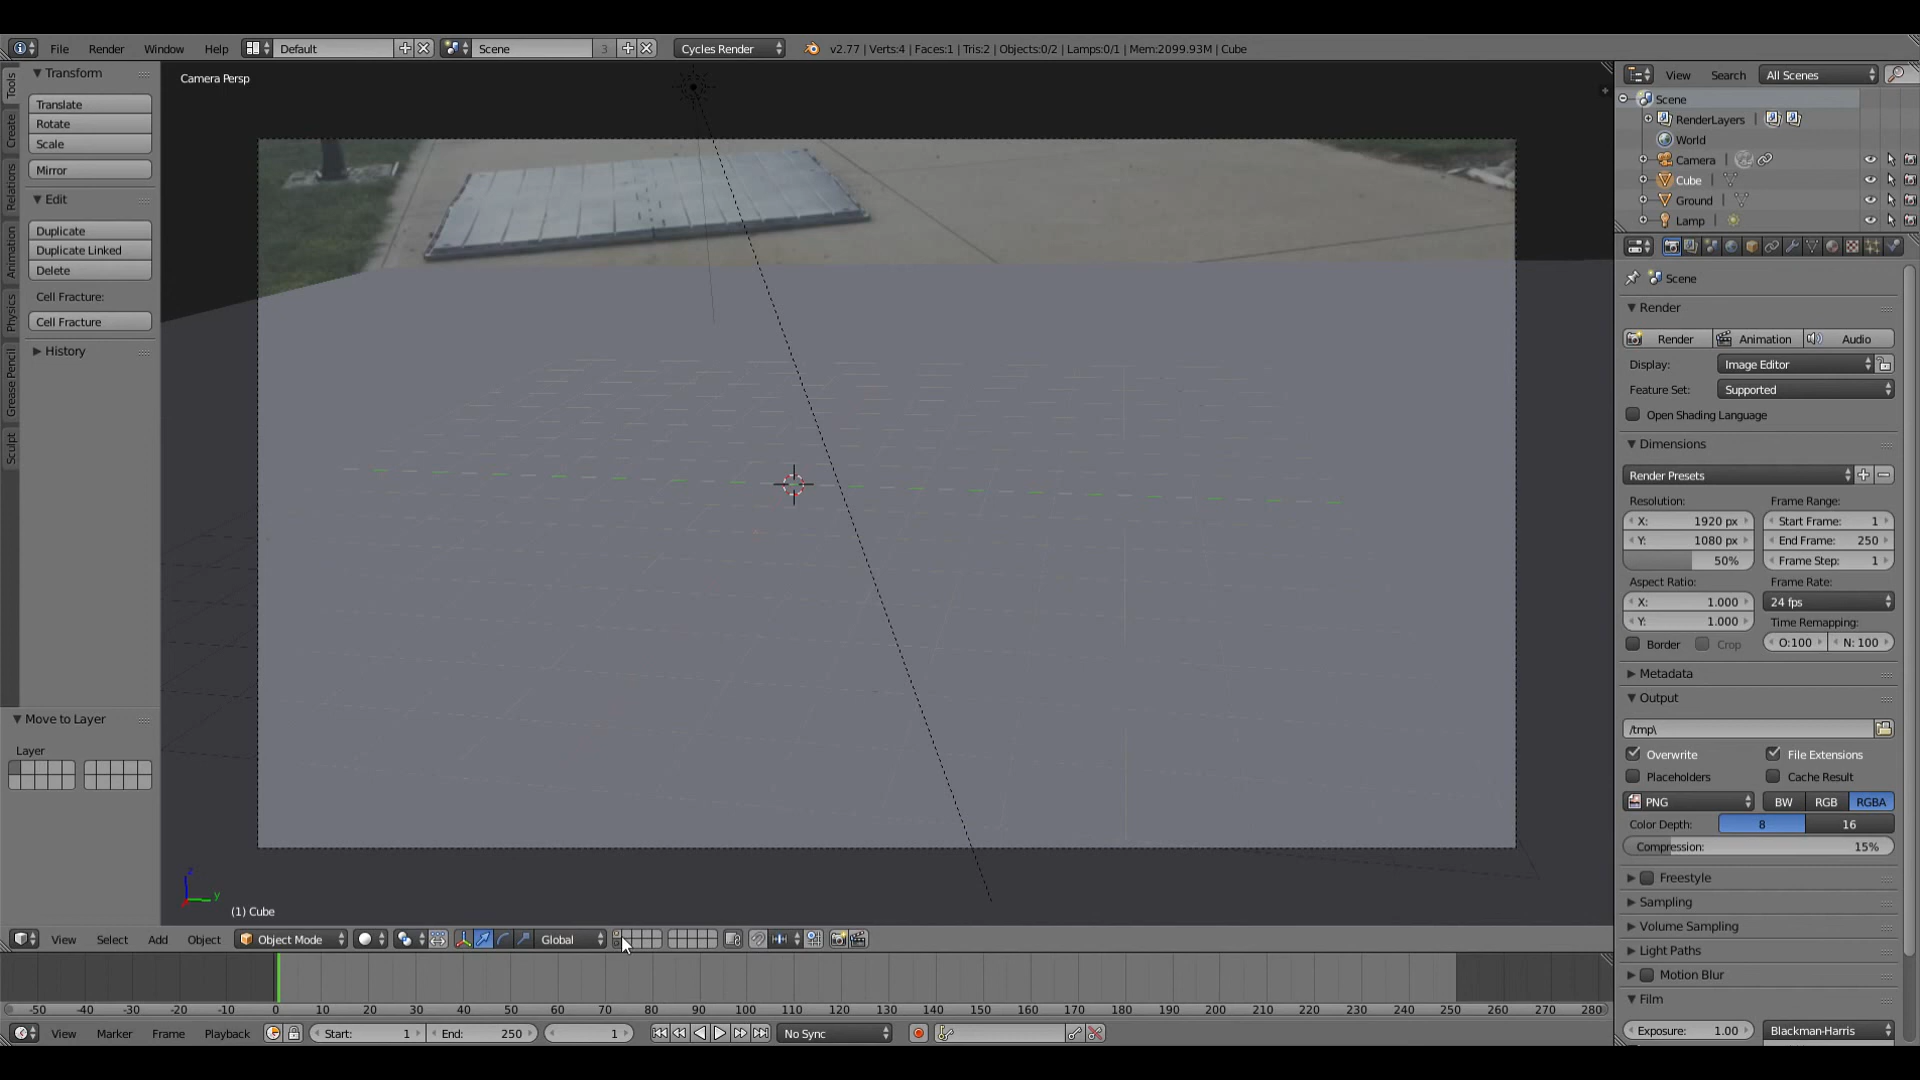 File Render Window Help Default Scene 3 Cycles Render v2.77 | Verts:4 | Faces:1 | Tris:2 | Objects:0/2 | Lamps:0/1 | Mem:2099.93M | Cube
Tools
Create
Relations
Animation
Physics
Grease Pencil
Sculpt
Transform
Translate
Rotate
Scale
Mirror
Edit
Duplicate
Duplicate Linked
Delete
Cell Fracture:
Cell Fracture
History
Move to Layer
Layer
Camera Persp
z
y
(1) Cube
View Select Add Object Object Mode Global
-50 -40 -30 -20 -10 0 10 20 30 40 50 60 70 80 90 100 110 120 130 140 150 160 170 180 190 200 210 220 230 240 250 260 270 280
View Marker Frame Playback Start: 1 End: 250 1 No Sync
View Search All Scenes
Scene
RenderLayers |
World
Camera |
Cube |
Ground |
Lamp |
Scene
Render
Render Animation Audio
Display: Image Editor
Feature Set: Supported
Open Shading Language
Dimensions
Render Presets
Resolution: Frame Range:
X: 1920 px Start Frame: 1
Y: 1080 px End Frame: 250
50% Frame Step: 1
Aspect Ratio: Frame Rate:
X: 1.000 24 fps
Y: 1.000 Time Remapping:
Border Crop O:100 N: 100
Metadata
Output
/tmp\
Overwrite File Extensions
Placeholders Cache Result
PNG BW RGB RGBA
Color Depth: 8 16
Compression: 15%
Freestyle
Sampling
Volume Sampling
Light Paths
Motion Blur
Film
Exposure: 1.00 Blackman-Harris